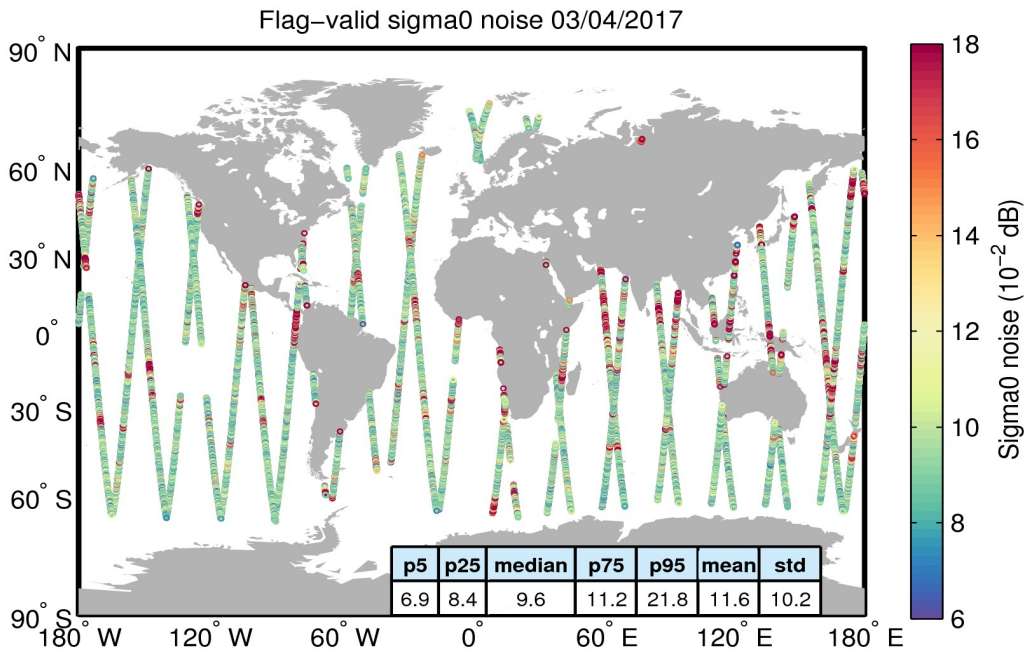 Flag−valid sigma0 noise 03/04/2017
90° N
60° N
30° N
0°
30° S
60° S
90° S
180° W
120° W
60° W
0°
60° E
120° E
180° E
p5 p25 median p75 p95 mean std
6.9 8.4 9.6 11.2 21.8 11.6 10.2
18
16
14
12
10
8
6
Sigma0 noise (10⁻² dB)